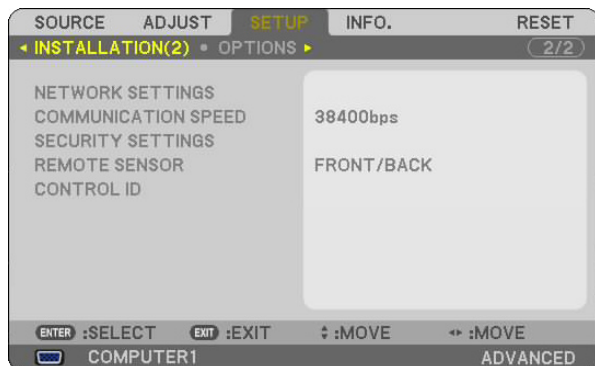 SOURCE ADJUST SETUP INFO. RESET
INSTALLATION(2) • OPTIONS 2/2
NETWORK SETTINGS
COMMUNICATION SPEED 38400bps
SECURITY SETTINGS
REMOTE SENSOR FRONT/BACK
CONTROL ID
ENTER :SELECT EXIT :EXIT :MOVE :MOVE
COMPUTER1 ADVANCED